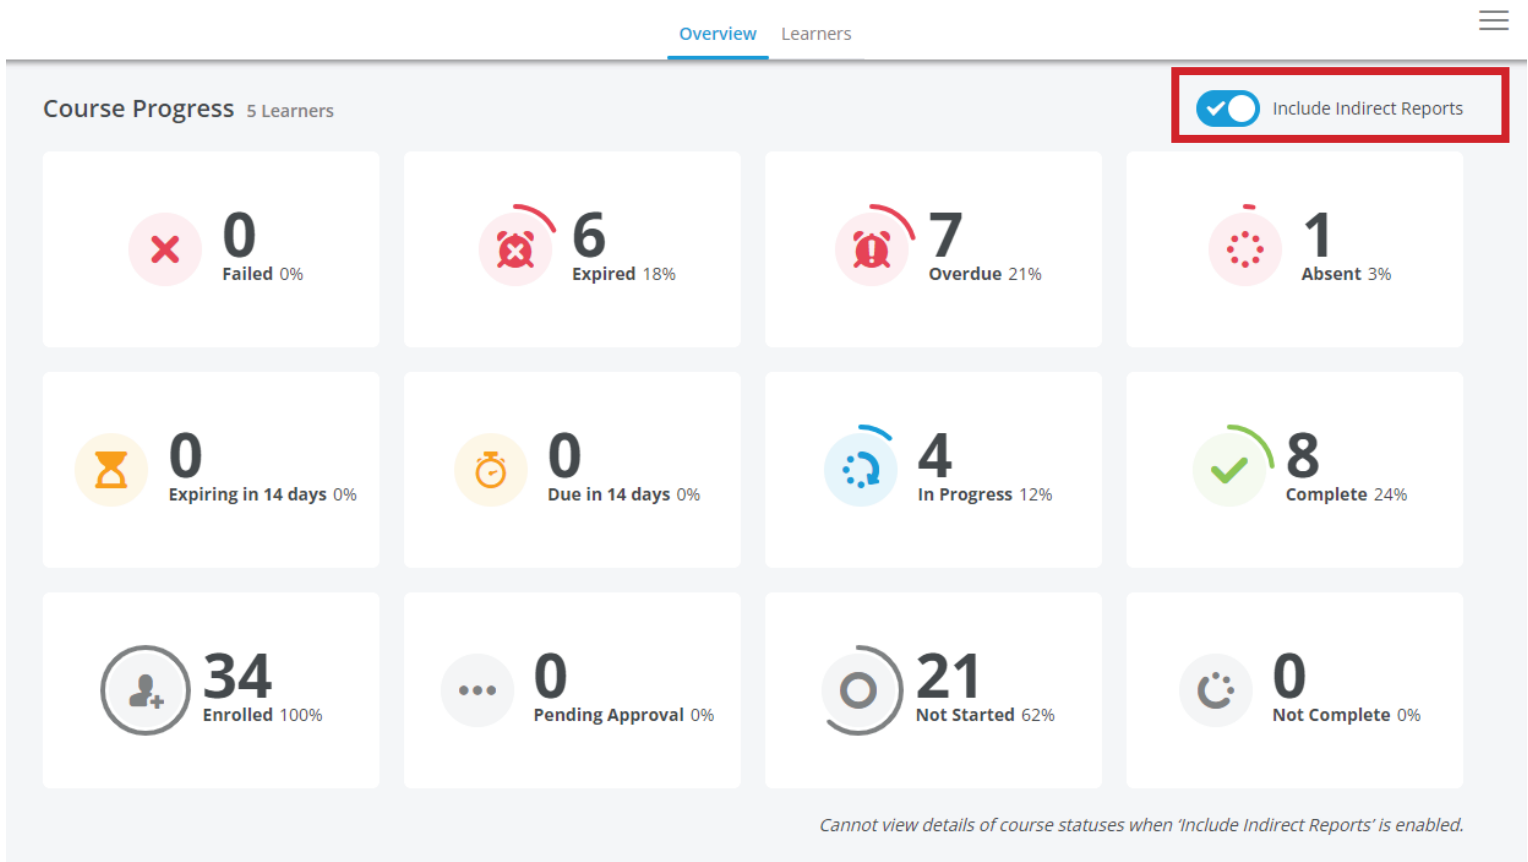 Overview Learners
Course Progress 5 Learners
Include Indirect Reports
0
Failed 0%
6
Expired 18%
7
Overdue 21%
1
Absent 3%
0
Expiring in 14 days 0%
0
Due in 14 days 0%
4
In Progress 12%
8
Complete 24%
34
Enrolled 100%
0
Pending Approval 0%
21
Not Started 62%
0
Not Complete 0%
Cannot view details of course statuses when ‘Include Indirect Reports’ is enabled.